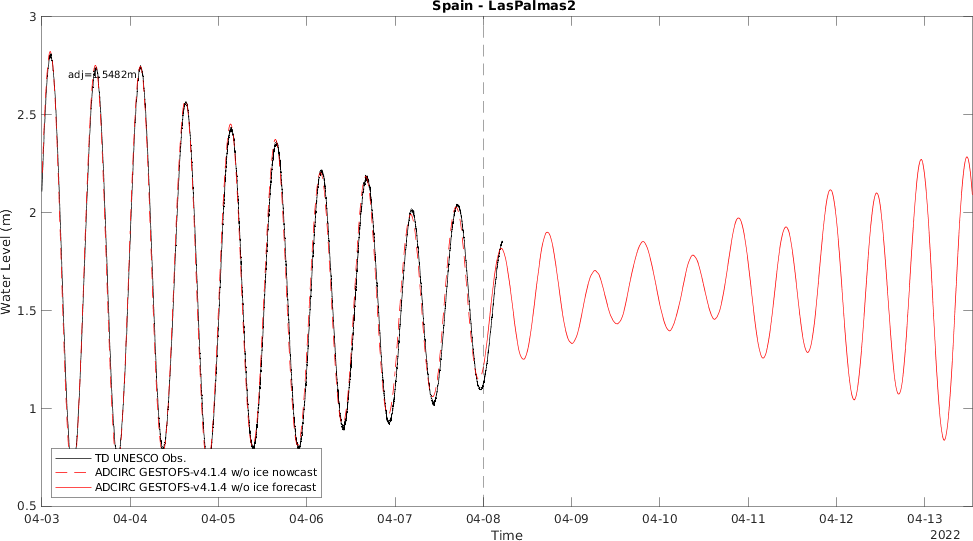 Spain - LasPalmas2
3
2.5
2
1.5
1
0.5
Water Level (m)
adj=1.5482m
TD UNESCO Obs.
ADCIRC GESTOFS-v4.1.4 w/o ice nowcast
ADCIRC GESTOFS-v4.1.4 w/o ice forecast
04-03 04-04 04-05 04-06 04-07 04-08 04-09 04-10 04-11 04-12 04-13
Time
2022